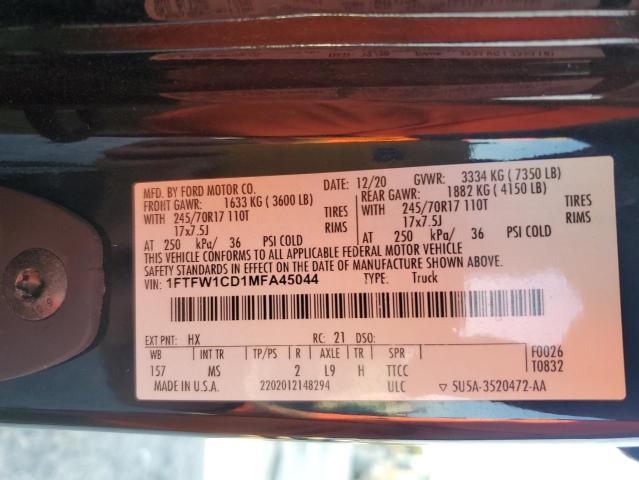 MFD. BY FORD MOTOR CO. 12/20 GVWR: 3334 KG ( 7350 LB)
FRONT GAWR: 1633 KG ( 3600 LB) REAR GAWR: 1882 KG ( 4150 LB)
WITH 245/70R17 110T TIRES WITH 245/70R17 110T TIRES
17x7.5J RIMS 17x7.5J RIMS
AT 250 kPa/ 36 PSI COLD AT 250 kPa/ 36 PSI COLD
THIS VEHICLE CONFORMS TO ALL APPLICABLE FEDERAL MOTOR VEHICLE
SAFETY STANDARDS IN EFFECT ON THE DATE OF MANUFACTURE SHOWN ABOVE.
VIN: 1FTFW1CD1MFA45044 TYPE: Truck
EXT PNT: HX RC: 21 DSO:
WB INT TR TP/PS R AXLE TR SPR F0026
157 MS 2 L9 H TTCC T0832
MADE IN U.S.A. 2202012148294 ULC ▽ 5U5A-3520472-AA